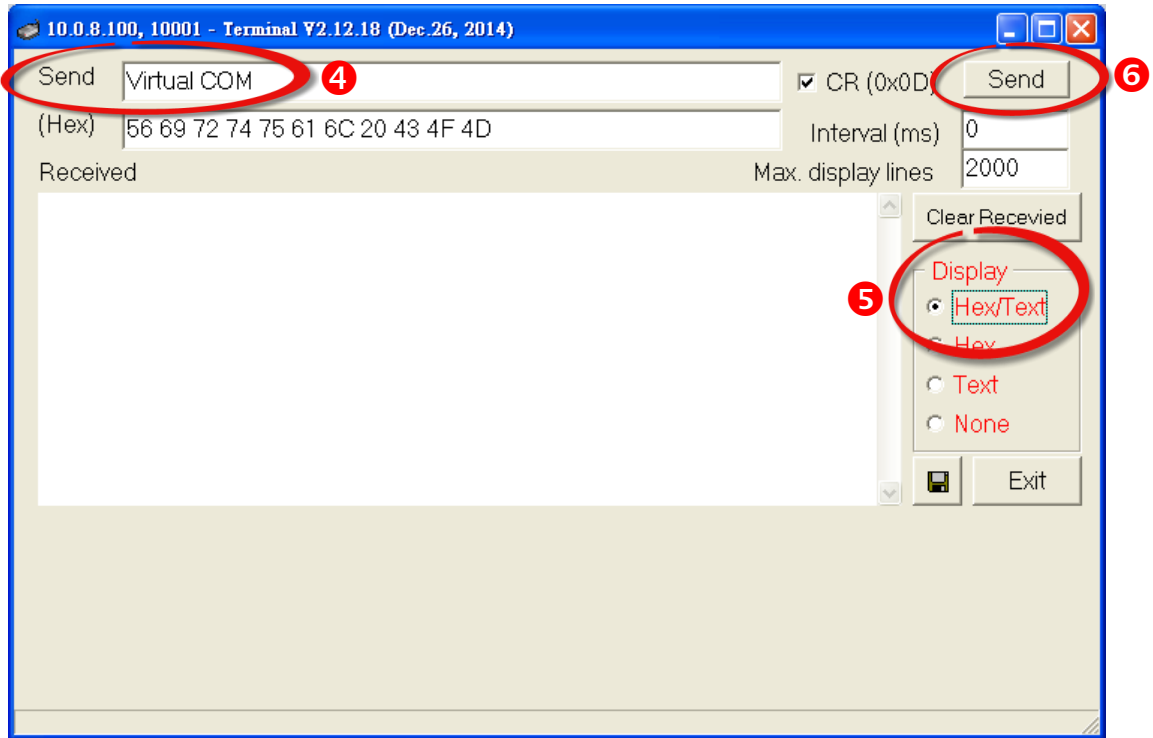 10.0.8.100, 10001 - Terminal V2.12.18 (Dec.26, 2014)
Send Virtual COM 4 CR (0x0D) Send 6
(Hex) 56 69 72 74 75 61 6C 20 43 4F 4D Interval (ms) 0
Received Max. display lines 2000
Clear Recevied
Display
5 Hex/Text
Hex
Text
None
Exit